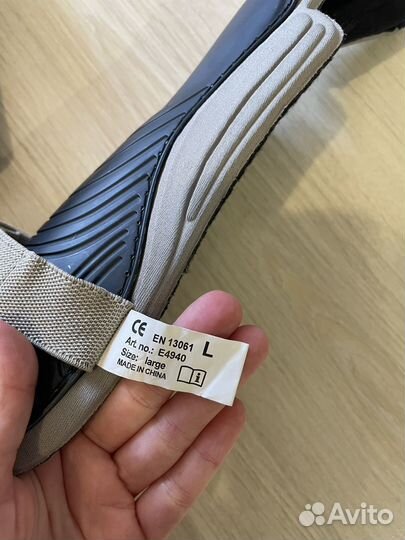 CE EN 13061 L
Art. no.: E4940
Size: large
MADE IN CHINA
Avito